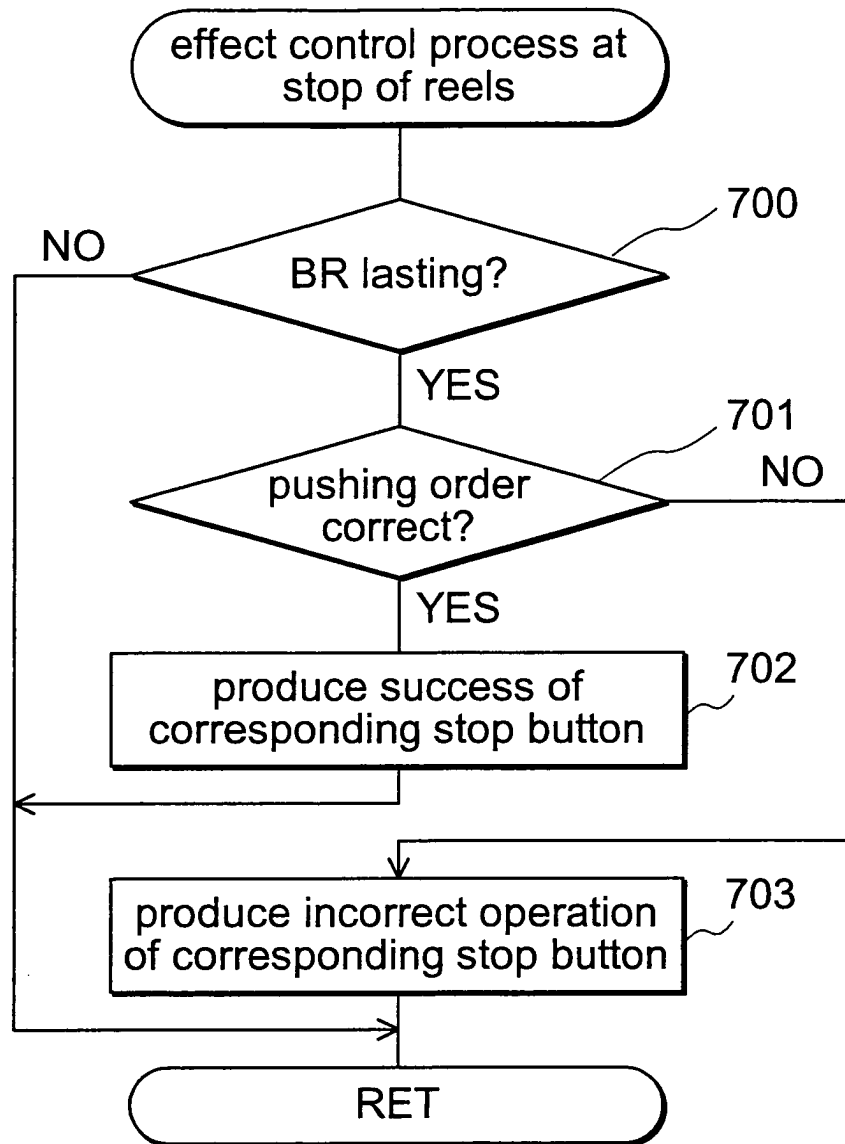 effect control process at
stop of reels
700
NO
BR lasting?
YES
701
NO
pushing order
correct?
YES
702
produce success of
corresponding stop button
703
produce incorrect operation
of corresponding stop button
RET